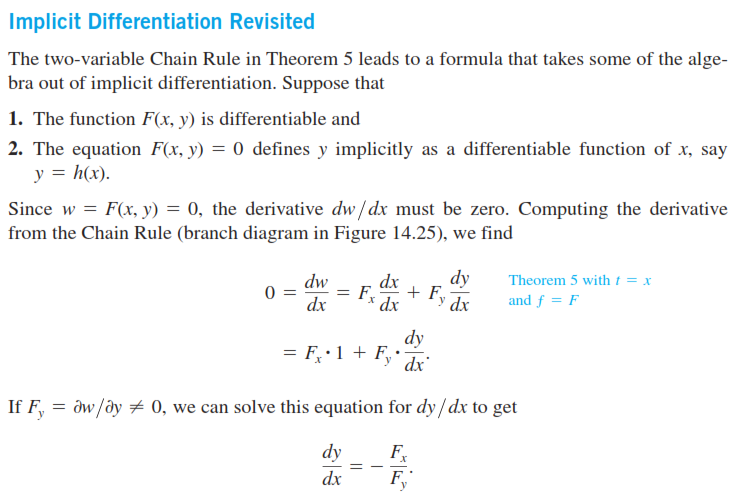 Implicit Differentiation Revisited
The two-variable Chain Rule in Theorem 5 leads to a formula that takes some of the alge-
bra out of implicit differentiation. Suppose that
1. The function F(x, y) is differentiable and
2. The equation F(x, y) = 0 defines y implicitly as a differentiable function of x, say
y = h(x).
Since w = F(x, y) = 0, the derivative dw/dx must be zero. Computing the derivative
from the Chain Rule (branch diagram in Figure 14.25), we find
0 = dw/dx = F_x dx/dx + F_y dy/dx Theorem 5 with t = x
and f = F
= F_x · 1 + F_y · dy/dx.
If F_y = ∂w/∂y ≠ 0, we can solve this equation for dy/dx to get
dy/dx = − F_x/F_y.